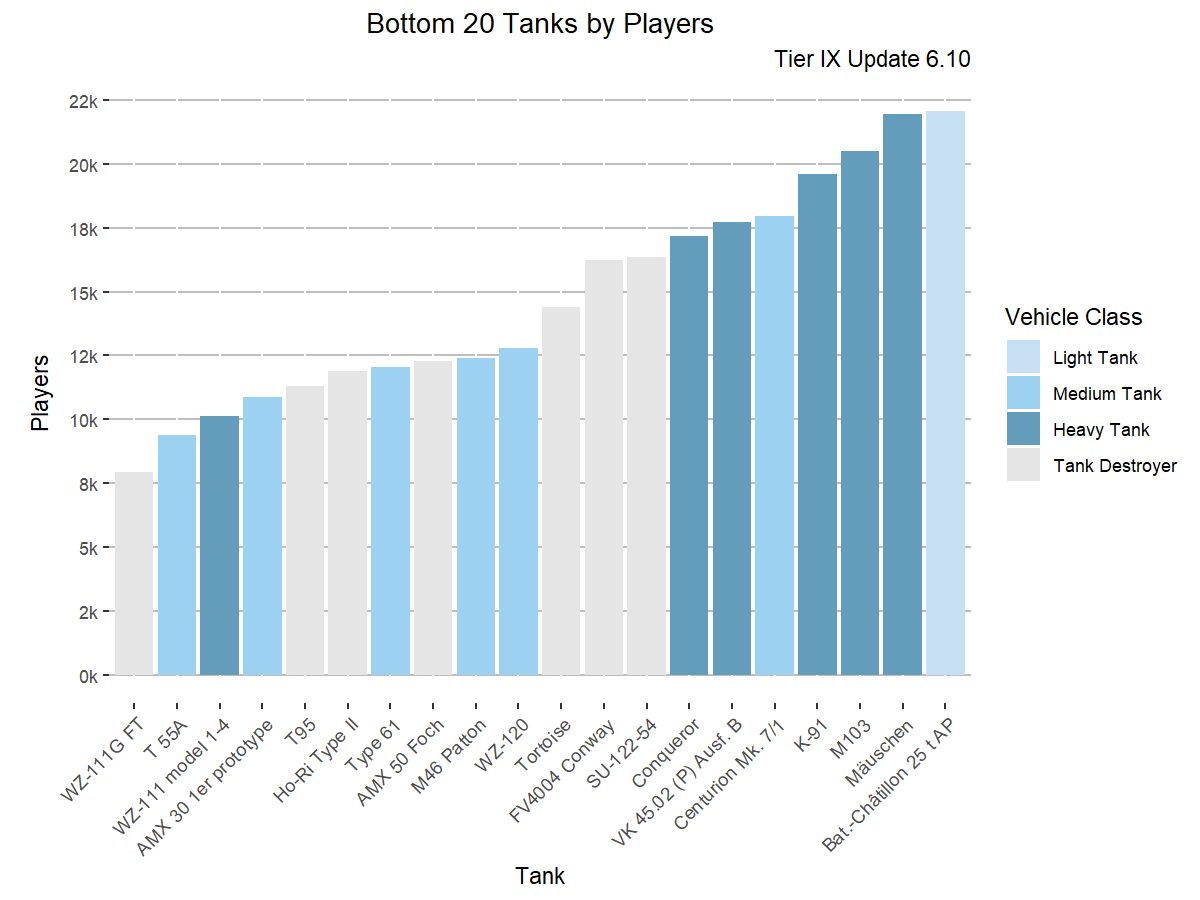 Bottom 20 Tanks by Players
Tier IX Update 6.10
22k
20k
18k
15k
12k
10k
8k
5k
2k
0k
Players
WZ-111G FT
T 55A
WZ-111 model 1-4
AMX 30 1er prototype
T95
Ho-Ri Type II
Type 61
AMX 50 Foch
M46 Patton
WZ-120
Tortoise
FV4004 Conway
SU-122-54
Conqueror
VK 45.02 (P) Ausf. B
Centurion Mk. 7/1
K-91
M103
Mäuschen
Bat.-Châtillon 25 t AP
Tank
Vehicle Class
Light Tank
Medium Tank
Heavy Tank
Tank Destroyer